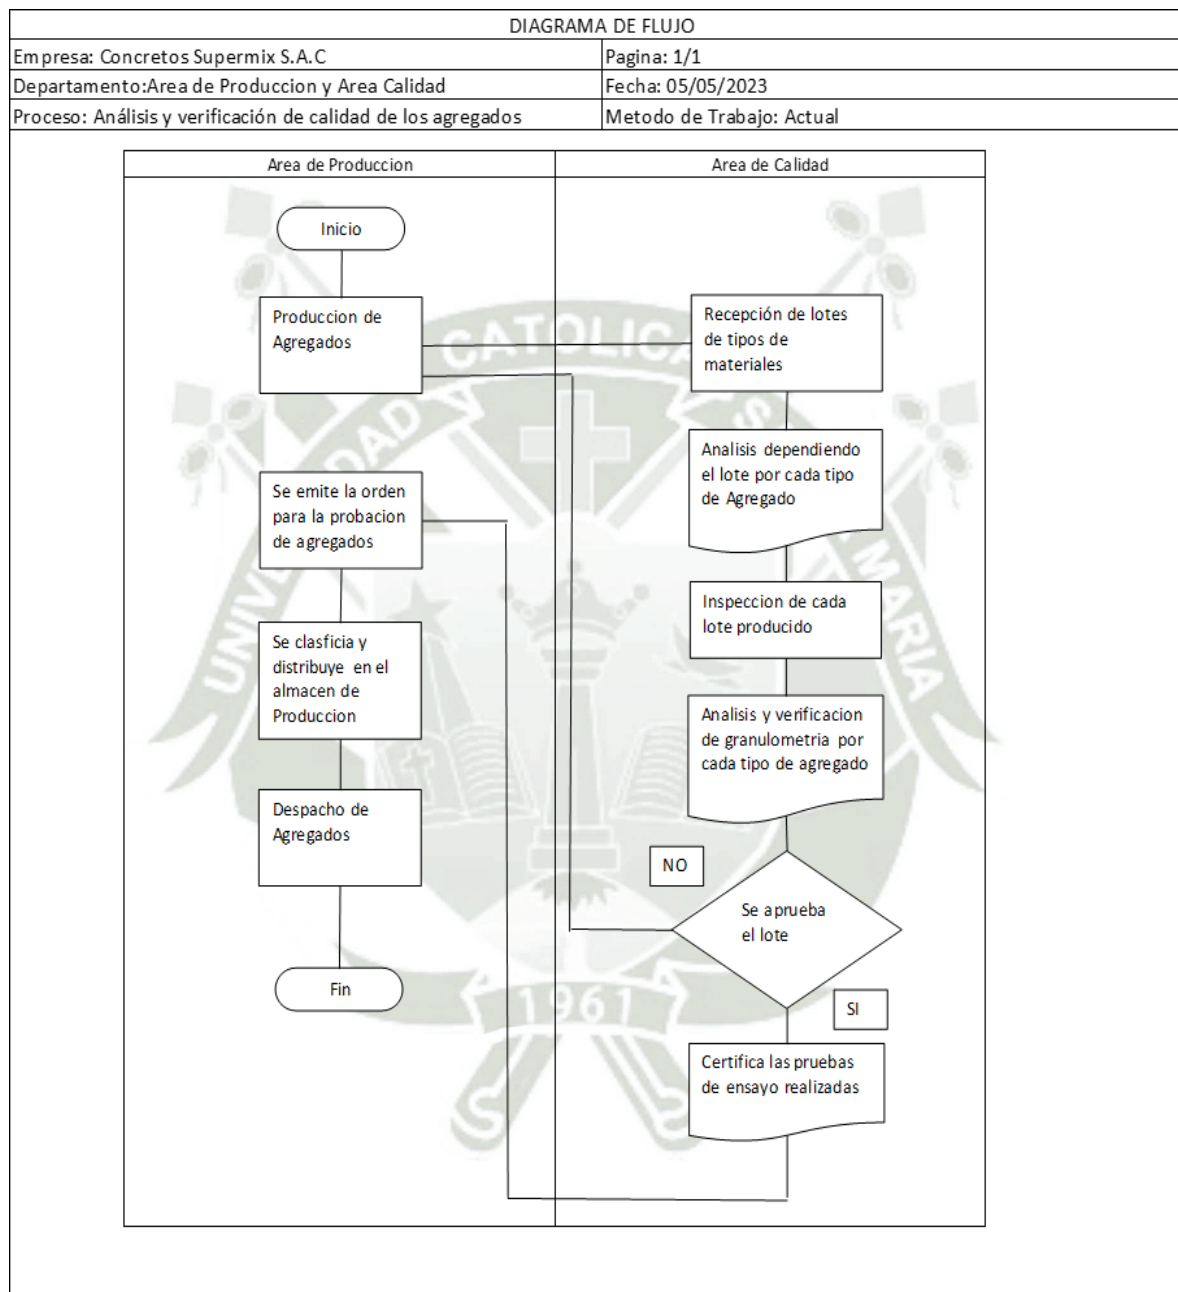 DIAGRAMA DE FLUJO
Empresa: Concretos Supermix S.A.C
Pagina: 1/1
Departamento:Area de Produccion y Area Calidad
Fecha: 05/05/2023
Proceso: Análisis y verificación de calidad de los agregados
Metodo de Trabajo: Actual
Area de Produccion
Area de Calidad
Inicio
Produccion de
Agregados
Recepción de lotes
de tipos de
materiales
Analisis dependiendo
el lote por cada tipo
de Agregado
Se emite la orden
para la probacion
de agregados
Inspeccion de cada
lote producido
Se clasficia y
distribuye en el
almacen de
Produccion
Analisis y verificacion
de granulometria por
cada tipo de agregado
Despacho de
Agregados
NO
Se aprueba
el lote
Fin
SI
Certifica las pruebas
de ensayo realizadas
CATOLICA
MARIA
1961